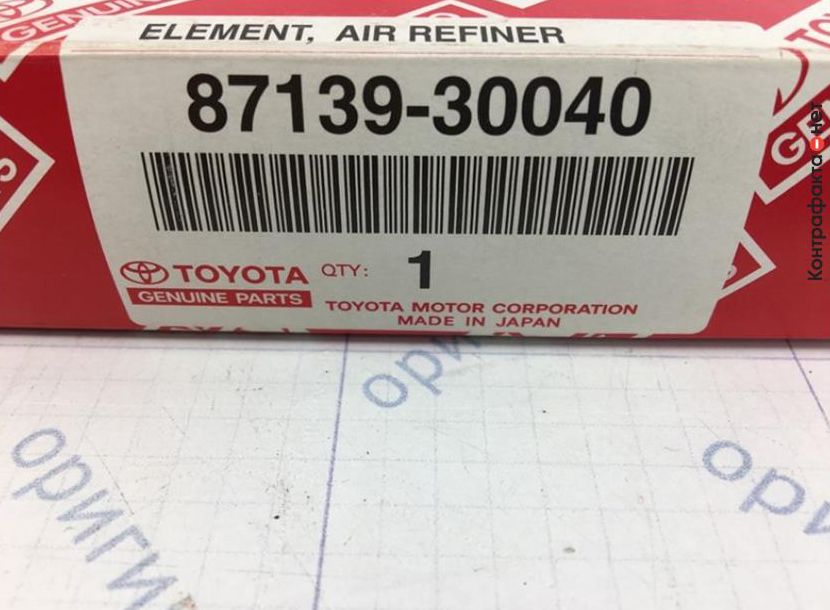 ELEMENT, AIR REFINER
87139-30040
TOYOTA
GENUINE PARTS
QTY: 1
TOYOTA MOTOR CORPORATION
MADE IN JAPAN
GENUIN
Контрафакта нет
ори
ориги
ори